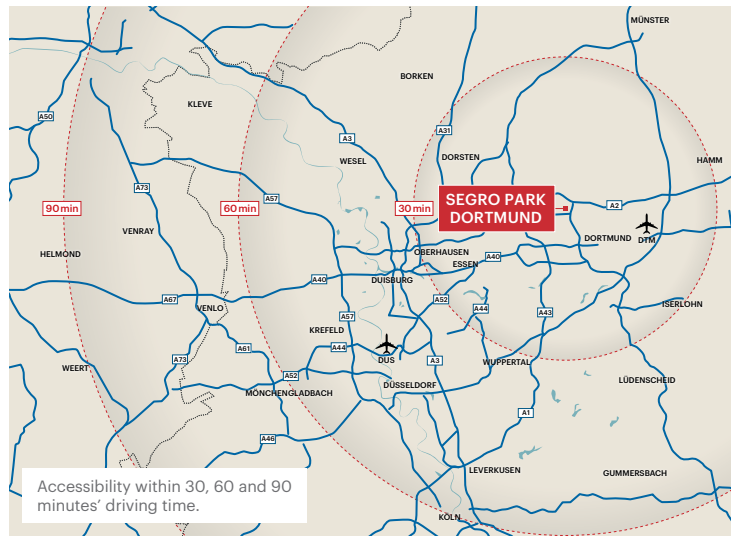 MÜNSTER
BORKEN
KLEVE
A50
A3
A31
WESEL
DORSTEN
HAMM
A73
A57
90 min
60 min
30 min
SEGRO PARK
DORTMUND
A2
VENRAY
DORTMUND
DTM
HELMOND
OBERHAUSEN
ESSEN
A40
A40
DUISBURG
A67
A52
A44
A43
ISERLOHN
VENLO
A57
KREFELD
A61
A44
A73
DUS
A3
WUPPERTAL
WEERT
A52
DÜSSELDORF
LÜDENSCHEID
MÖNCHENGLADBACH
A1
A46
LEVERKUSEN
GUMMERSBACH
Accessibility within 30, 60 and 90
minutes’ driving time.
KÖLN